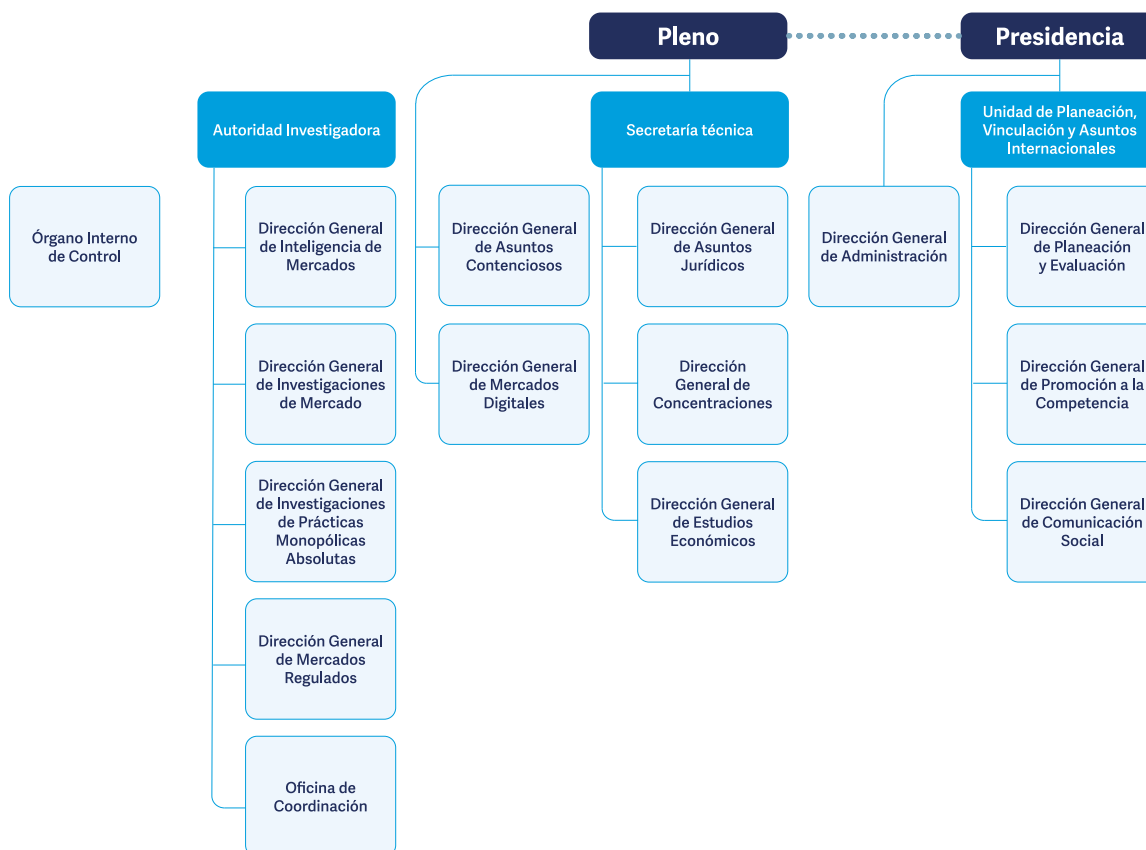 Pleno
Presidencia
Autoridad Investigadora
Secretaría técnica
Unidad de Planeación,
Vinculación y Asuntos
Internacionales
Órgano Interno
de Control
Dirección General
de Inteligencia de
Mercados
Dirección General
de Asuntos
Contenciosos
Dirección General
de Asuntos
Jurídicos
Dirección General
de Administración
Dirección General
de Planeación
y Evaluación
Dirección General
de Investigaciones
de Mercado
Dirección General
de Mercados
Digitales
Dirección
General de
Concentraciones
Dirección General
de Promoción a la
Competencia
Dirección General
de Investigaciones
de Prácticas
Monopólicas
Absolutas
Dirección General
de Estudios
Económicos
Dirección General
de Comunicación
Social
Dirección General
de Mercados
Regulados
Oficina de
Coordinación